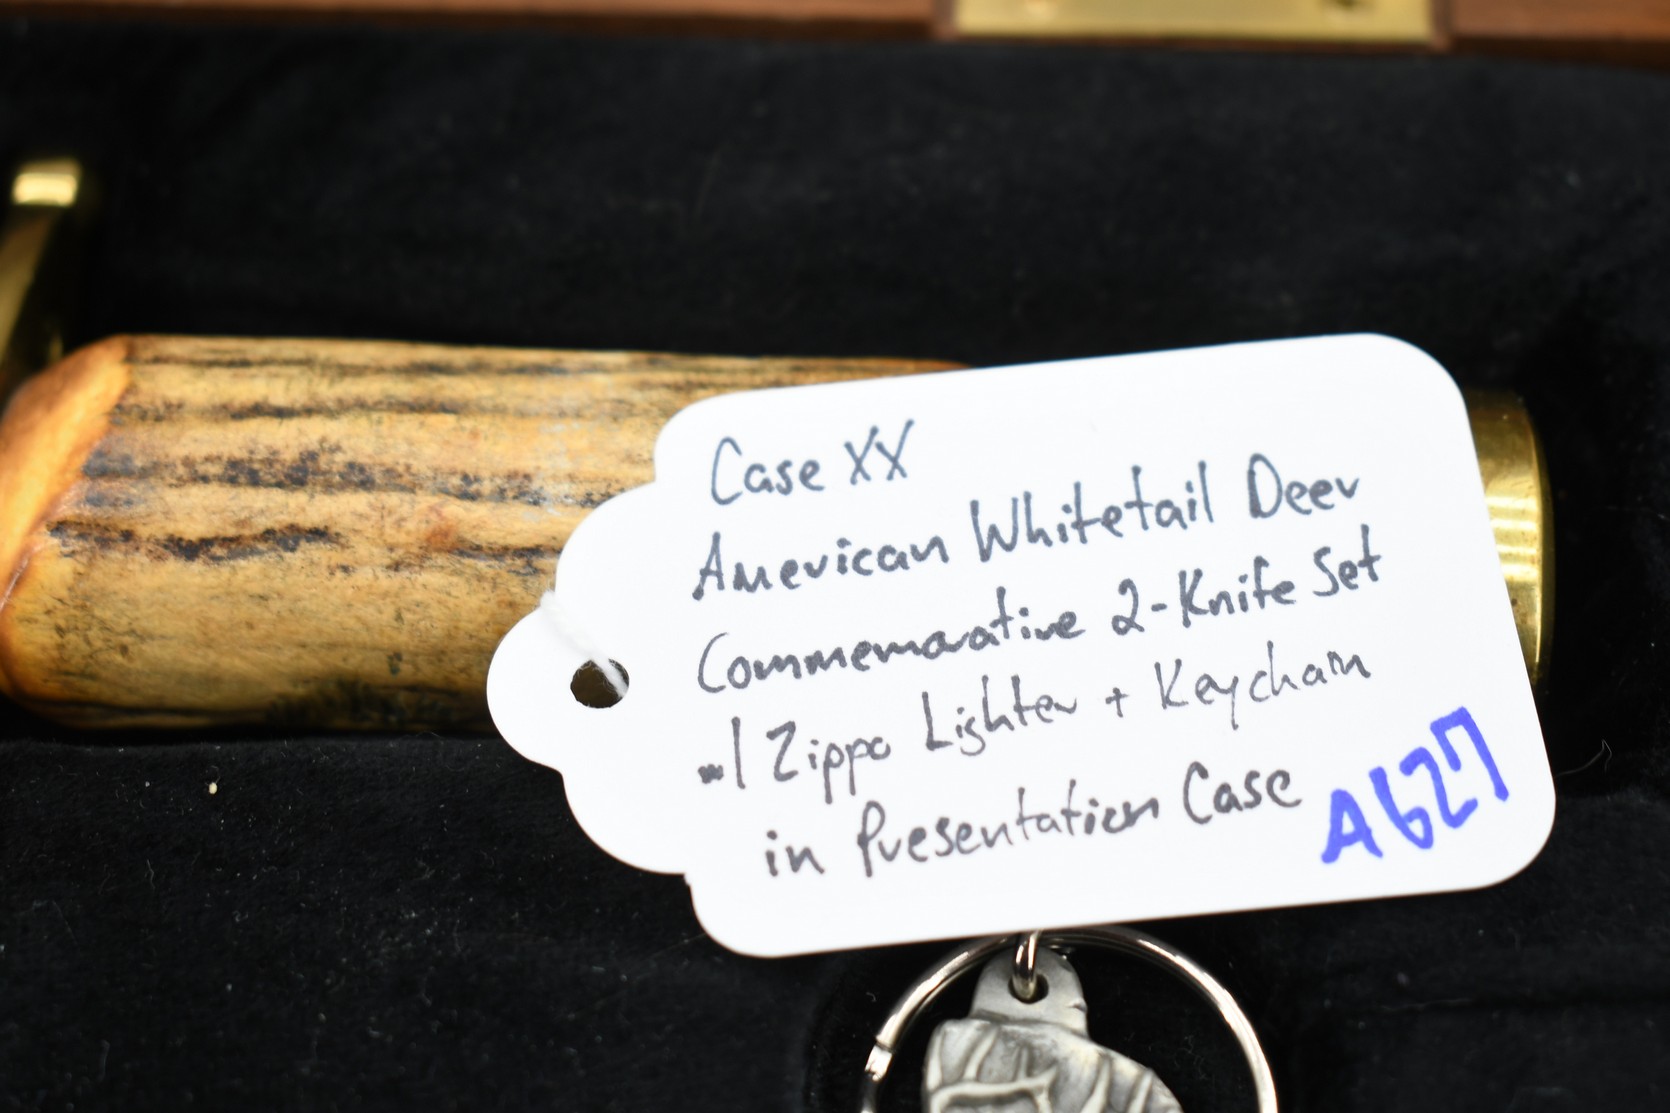 Case XX
American Whitetail Deer
Commemorative 2-Knife Set
w/ Zippo Lighter + Keychain
in Presentation Case
A627